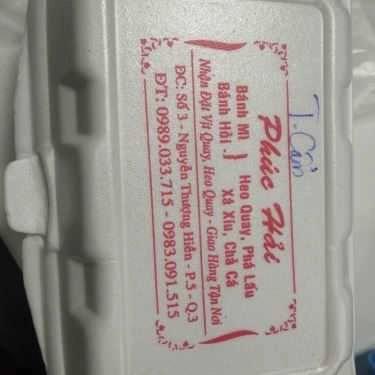 T. Cảm
Phúc Hải
Bánh Mì Heo Quay, Phá Lấu
Bánh Hỏi Xá Xíu, Chả Cá
Nhận Đặt Vịt Quay, Heo Quay - Giao Hàng Tận Nơi
ĐC: Số 3 - Nguyễn Thượng Hiền - P.5 - Q.3
ĐT: 0989.033.715 - 0983.091.515